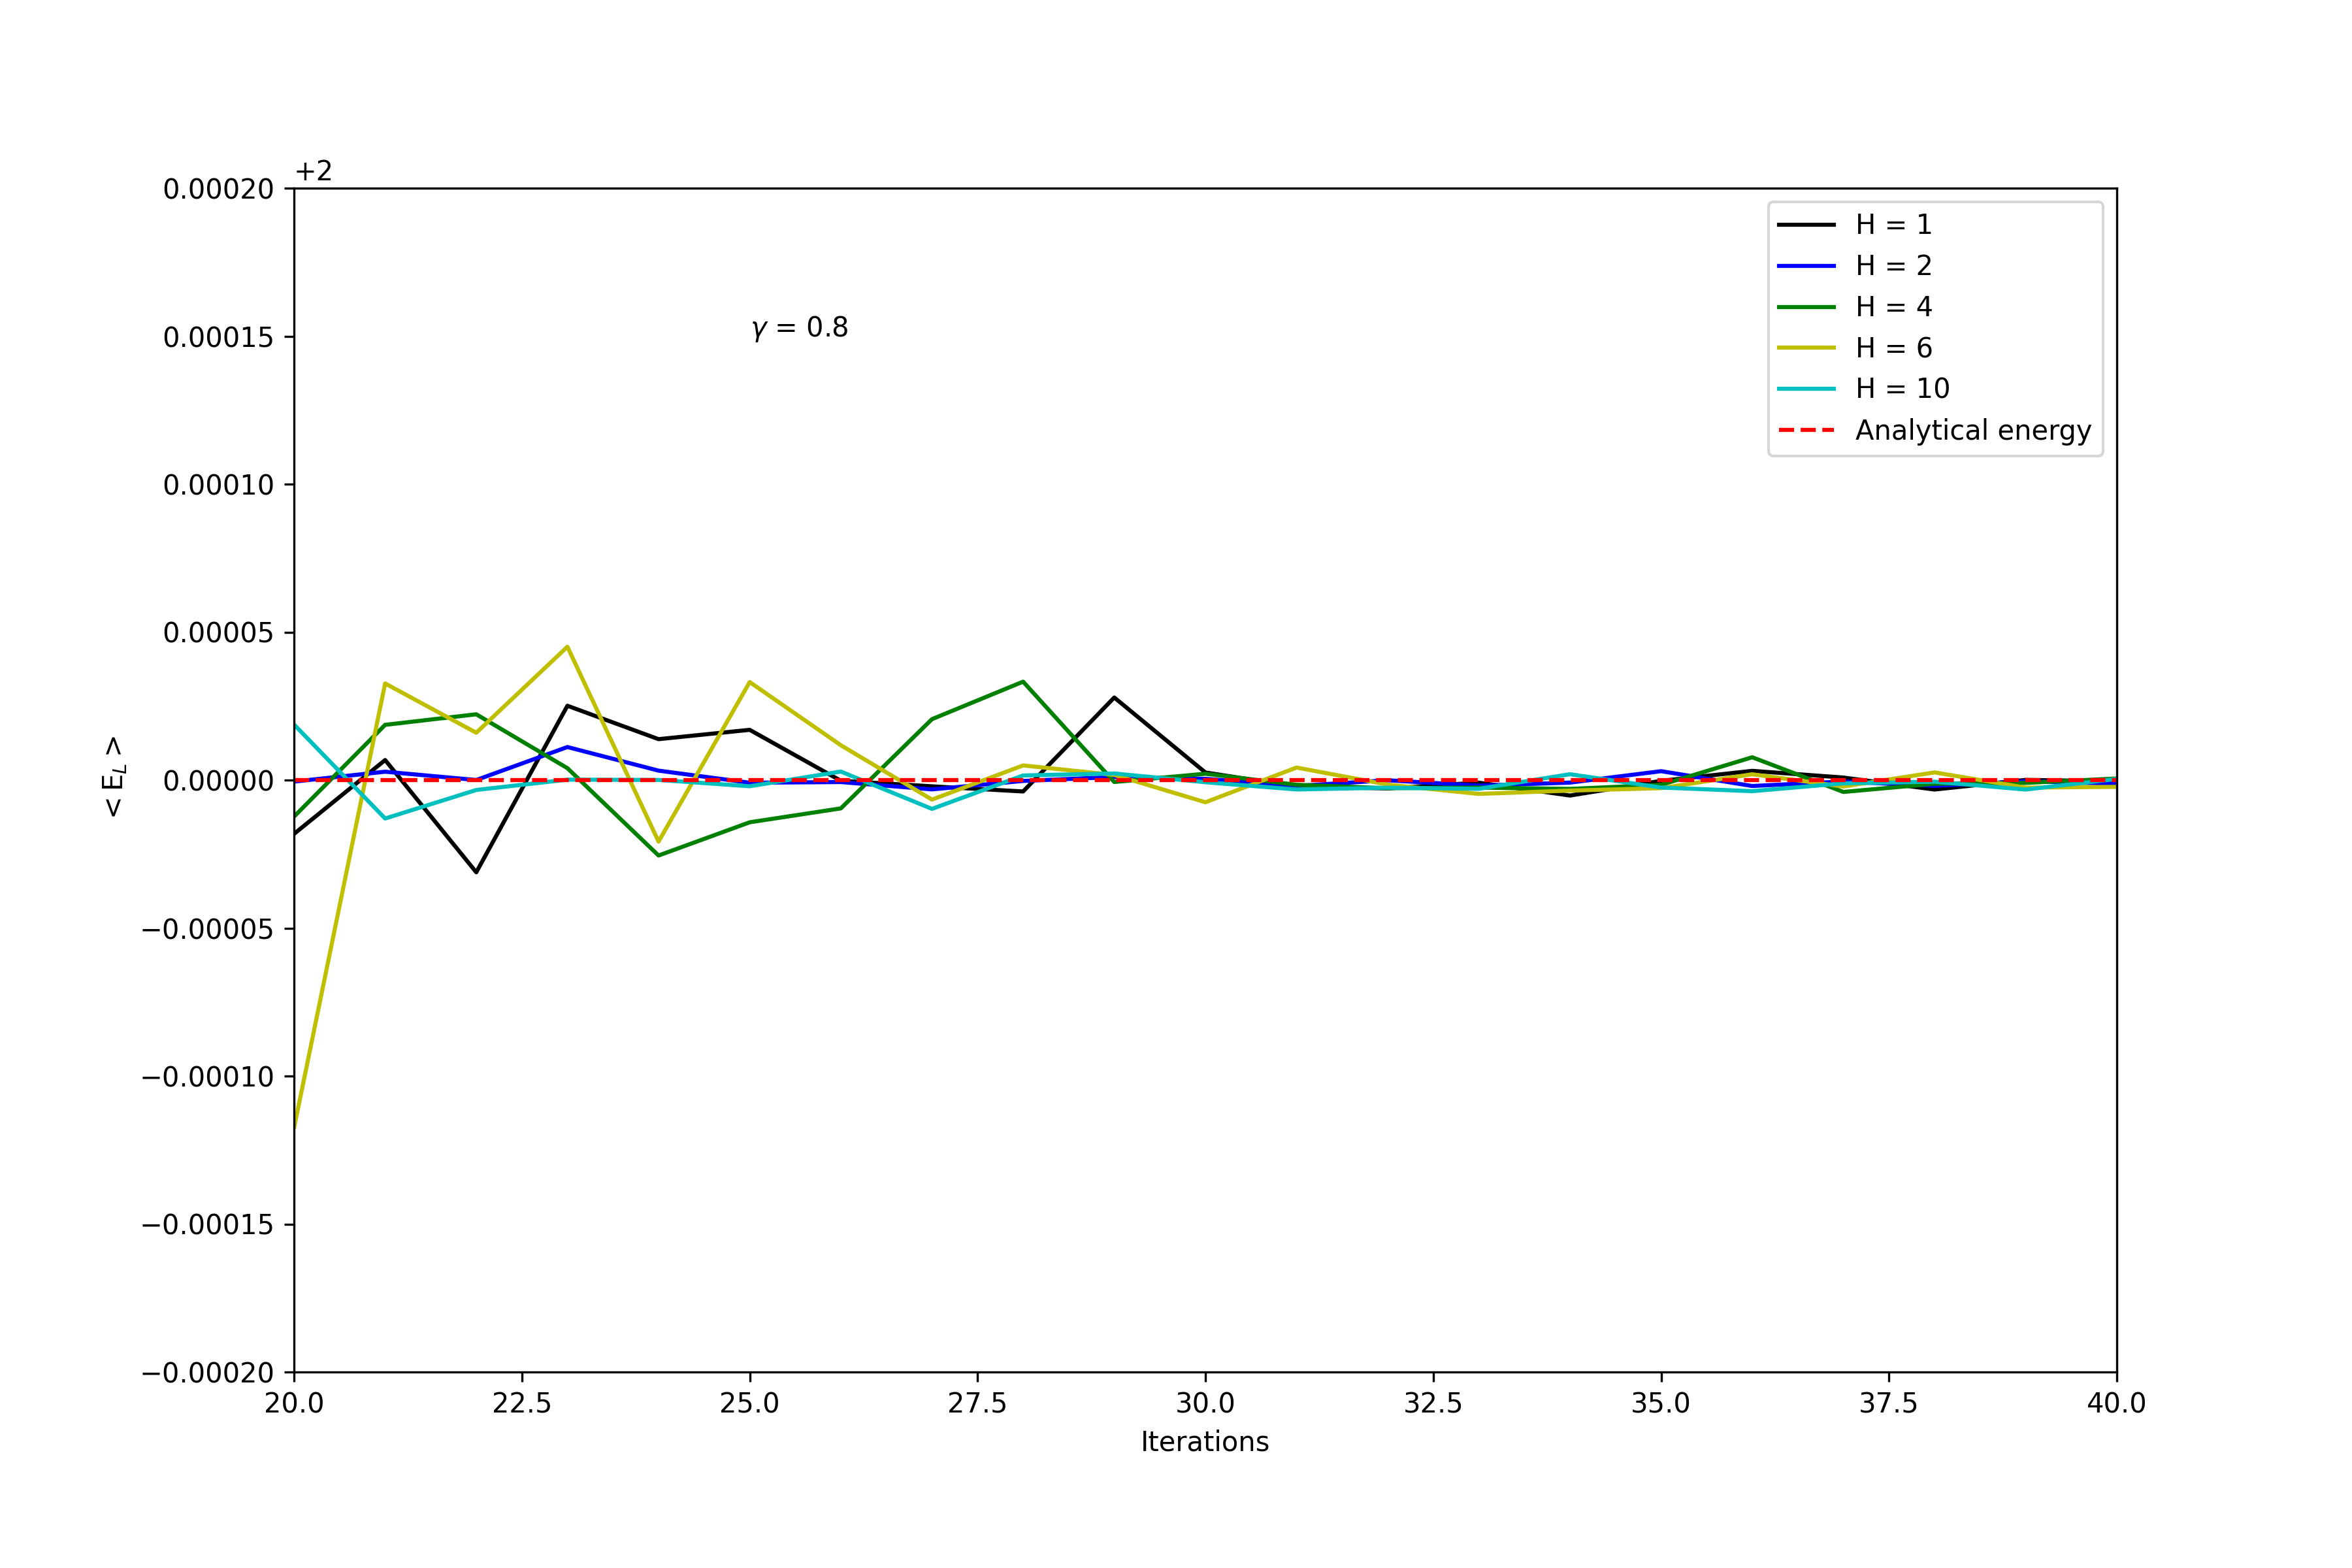 +2
0.00020
0.00015
0.00010
0.00005
0.00000
−0.00005
−0.00010
−0.00015
−0.00020
< E_L >
γ = 0.8
H = 1
H = 2
H = 4
H = 6
H = 10
Analytical energy
20.0 22.5 25.0 27.5 30.0 32.5 35.0 37.5 40.0
Iterations